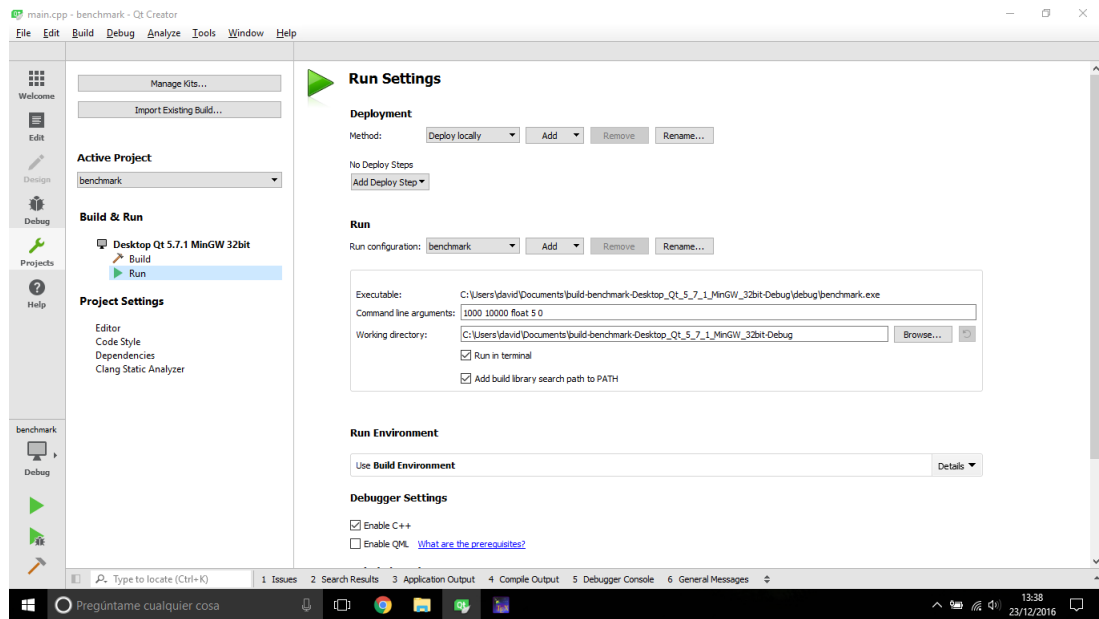 main.cpp - benchmark - Qt Creator
File Edit Build Debug Analyze Tools Window Help
Welcome
Edit
Design
Debug
Projects
Help
benchmark
Debug
Manage Kits...
Import Existing Build...
Active Project
benchmark
Build & Run
Desktop Qt 5.7.1 MinGW 32bit
Build
Run
Project Settings
Editor
Code Style
Dependencies
Clang Static Analyzer
Run Settings
Deployment
Method: Deploy locally Add Remove Rename...
No Deploy Steps
Add Deploy Step
Run
Run configuration: benchmark Add Remove Rename...
Executable: C:\Users\david\Documents\build-benchmark-Desktop_Qt_5_7_1_MinGW_32bit-Debug\debug\benchmark.exe
Command line arguments: 1000 10000 float 5 0
Working directory: C:\Users\david\Documents\build-benchmark-Desktop_Qt_5_7_1_MinGW_32bit-Debug Browse...
Run in terminal
Add build library search path to PATH
Run Environment
Use Build Environment Details
Debugger Settings
Enable C++
Enable QML What are the prerequisites?
Type to locate (Ctrl+K) 1 Issues 2 Search Results 3 Application Output 4 Compile Output 5 Debugger Console 6 General Messages
Pregúntame cualquier cosa
13:38
23/12/2016